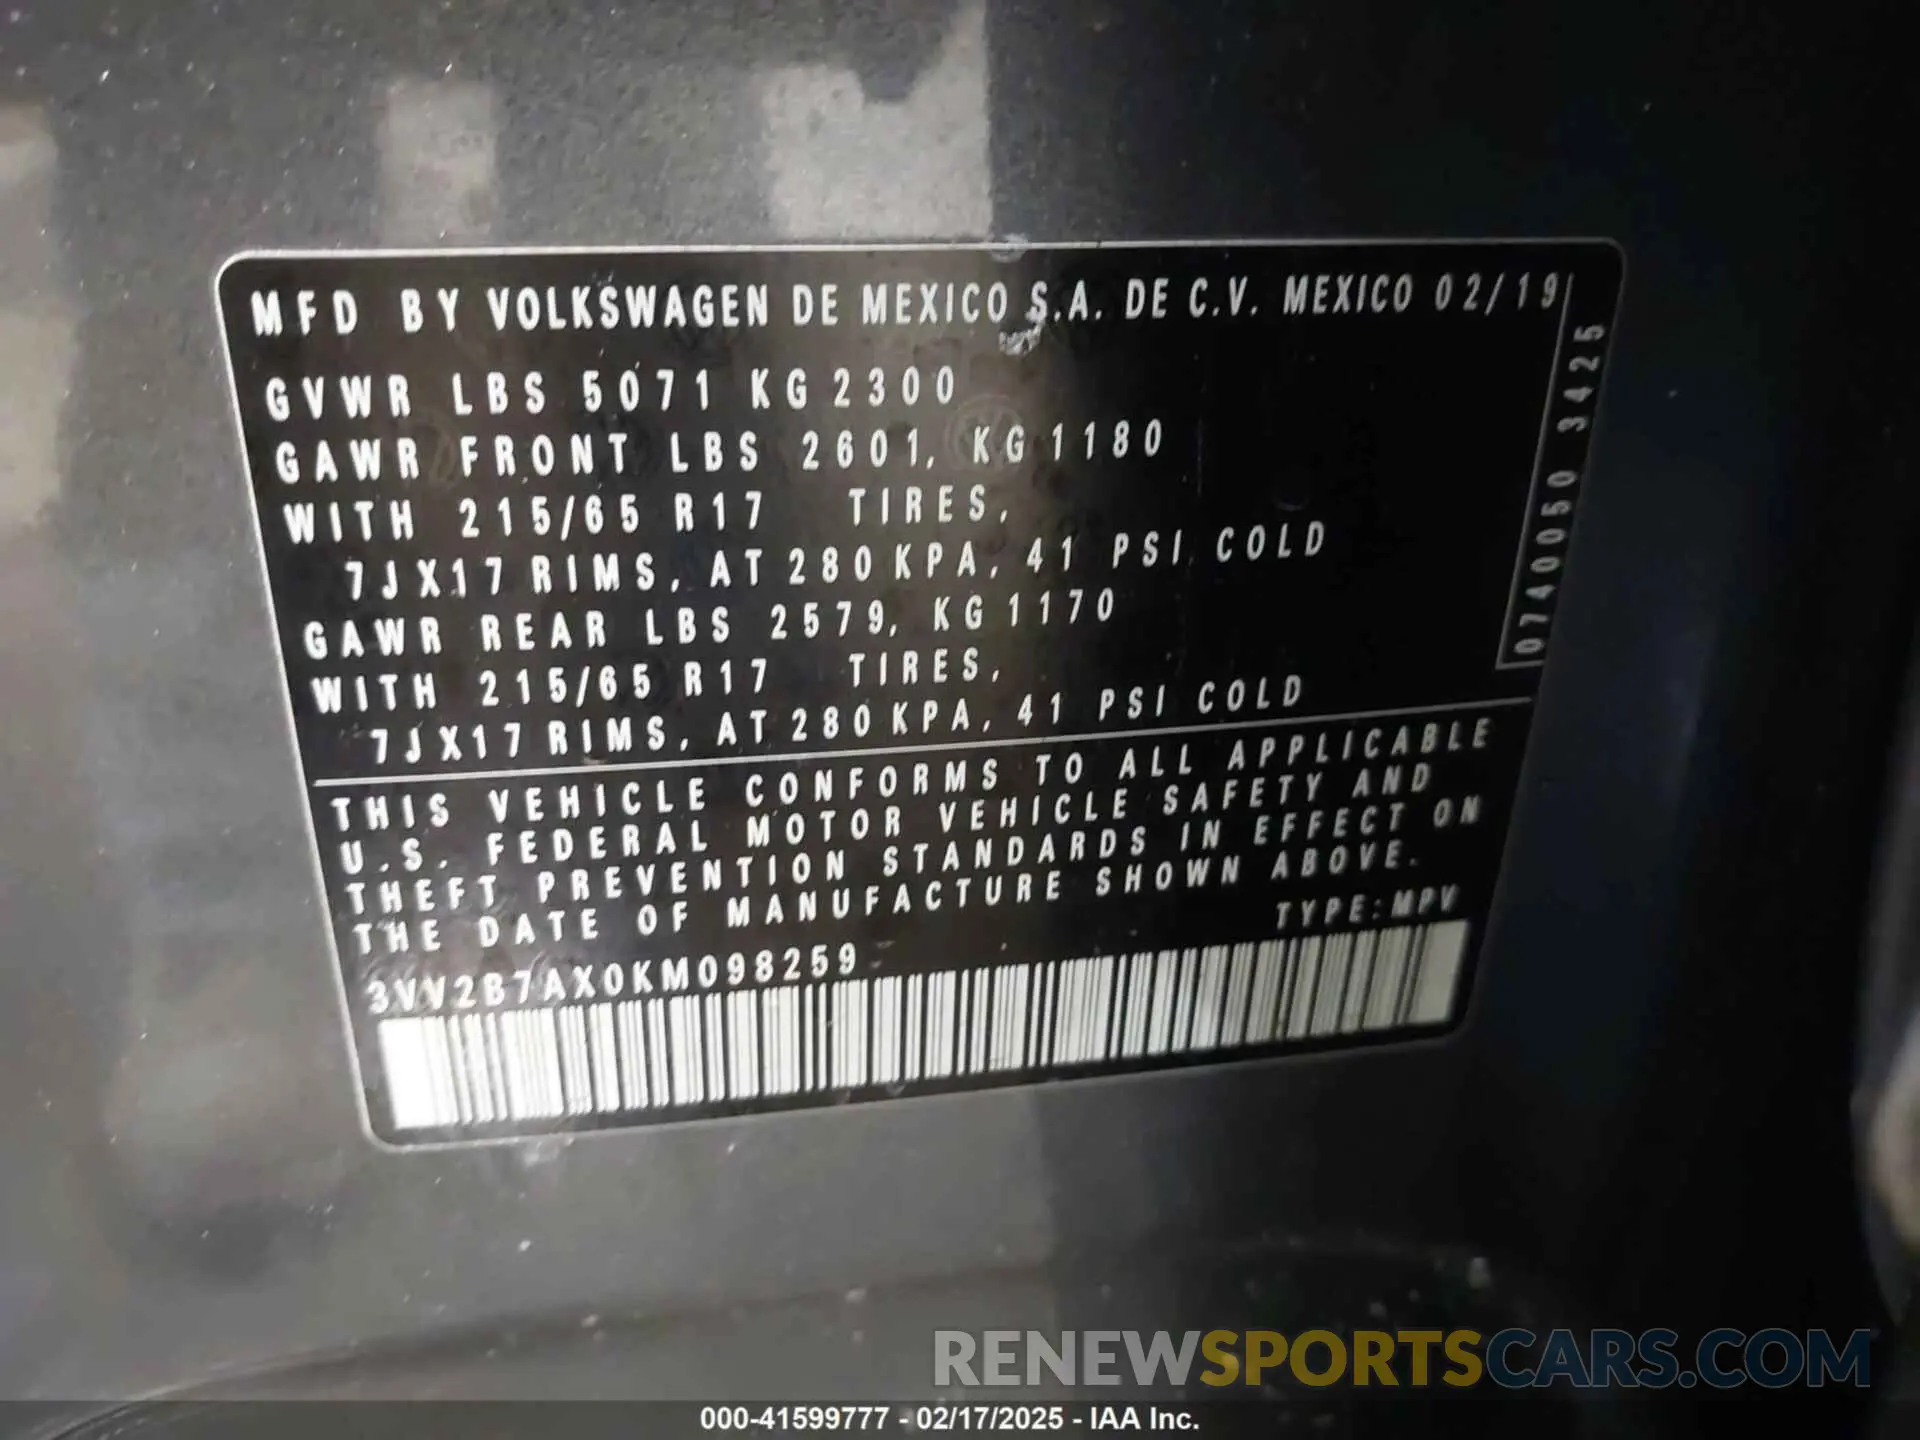 MFD BY VOLKSWAGEN DE MEXICO S.A. DE C.V. MEXICO 02/19
GVWR LBS 5071 KG 2300
GAWR FRONT LBS 2601, KG 1180
WITH 215/65 R17 TIRES,
7JX17 RIMS, AT 280 KPA, 41 PSI COLD
GAWR REAR LBS 2579, KG 1170
WITH 215/65 R17 TIRES,
7JX17 RIMS, AT 280 KPA, 41 PSI COLD
0740050 3425
THIS VEHICLE CONFORMS TO ALL APPLICABLE
U.S. FEDERAL MOTOR VEHICLE SAFETY AND
THEFT PREVENTION STANDARDS IN EFFECT ON
THE DATE OF MANUFACTURE SHOWN ABOVE.
TYPE: MPV
3VV2B7AX0KM098259
RENEWSPORTSCARS.COM
000-41599777 - 02/17/2025 - IAA Inc.